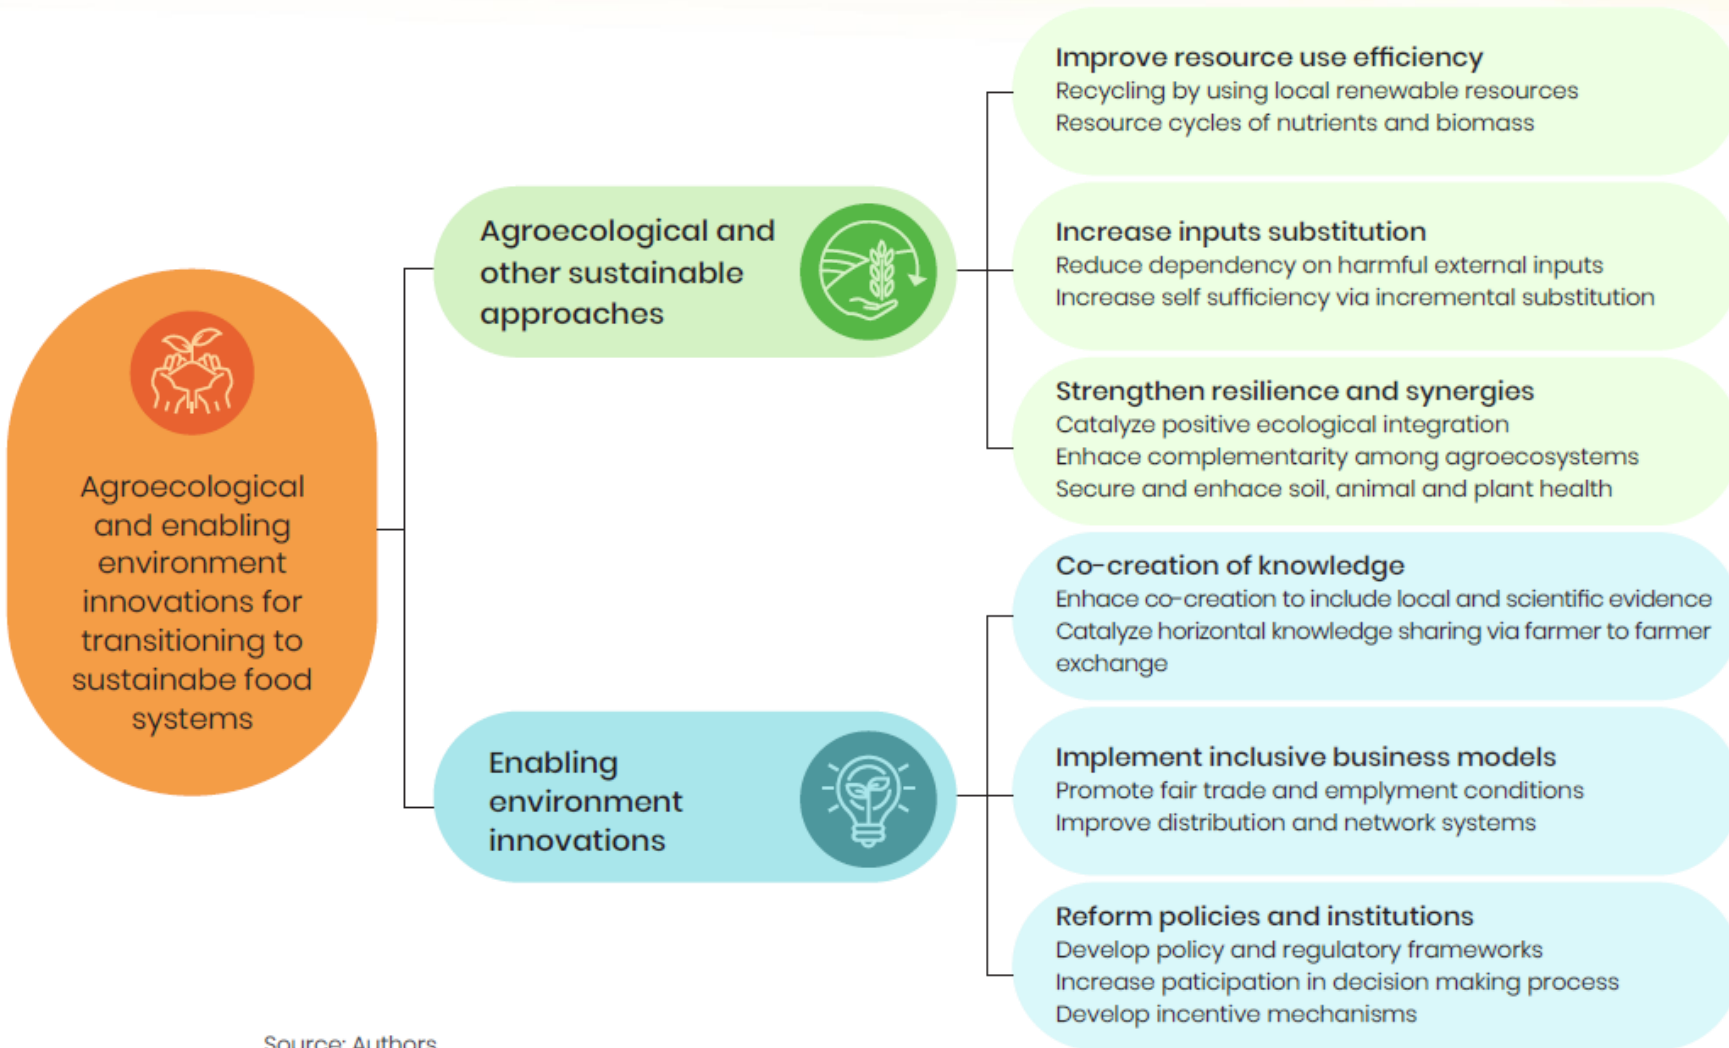 Agroecological
and enabling
environment
innovations for
transitioning to
sustainabe food
systems
Agroecological and
other sustainable
approaches
Improve resource use efficiency
Recycling by using local renewable resources
Resource cycles of nutrients and biomass
Increase inputs substitution
Reduce dependency on harmful external inputs
Increase self sufficiency via incremental substitution
Strengthen resilience and synergies
Catalyze positive ecological integration
Enhace complementarity among agroecosystems
Secure and enhace soil, animal and plant health
Enabling
environment
innovations
Co-creation of knowledge
Enhace co-creation to include local and scientific evidence
Catalyze horizontal knowledge sharing via farmer to farmer
exchange
Implement inclusive business models
Promote fair trade and emplyment conditions
Improve distribution and network systems
Reform policies and institutions
Develop policy and regulatory frameworks
Increase paticipation in decision making process
Develop incentive mechanisms
Source: Authors